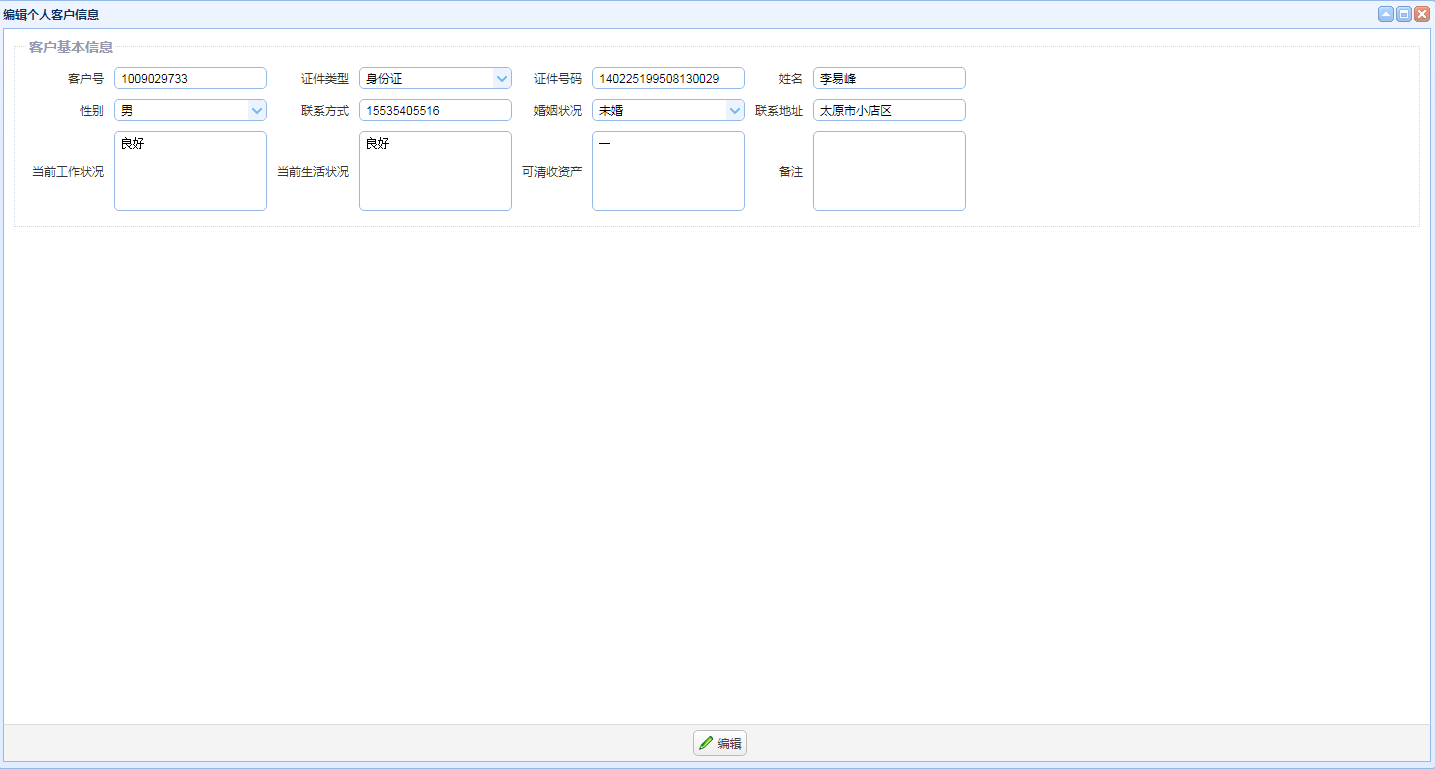 编辑个人客户信息
客户基本信息
客户号 1009029733 证件类型 身份证 证件号码 140225199508130029 姓名 李易峰
性别 男 联系方式 15535405516 婚姻状况 未婚 联系地址 太原市小店区
当前工作状况 良好 当前生活状况 良好 可清收资产 — 备注
编辑